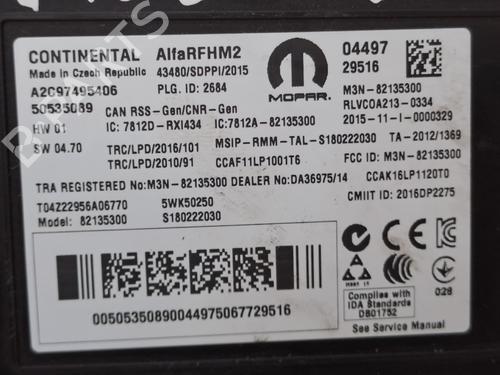 CONTINENTAL AlfaRFHM2
Made in Czech Republic 43480/SDPPI/2015
A2C97495406 PLG. ID: 2684
50535089 CAN RSS-Gen/CNR-Gen
HW 01 IC: 7812D-RXI434 IC:7812A-82135300
SW 04.70 TRC/LPD/2016/101 MSIP-RMM-TAL-S180222030
TRC/LPD/2010/91 CCAF11LP1001T6
MOPAR.
04497
29516
M3N-82135300
RLVCOA213-0334
2015-11-I-0000329
TA-2012/1369
FCC ID: M3N-82135300
TRA REGISTERED No:M3N-82135300 DEALER No:DA36975/14 CCAK16LP1120T0
T04Z22956A06770 5WK50250 CMIIT ID: 2016DP2275
Model: 82135300 S180222030
00505350890044975067729516
Complies with
IDA Standards
DB01752
028
See Service Manual